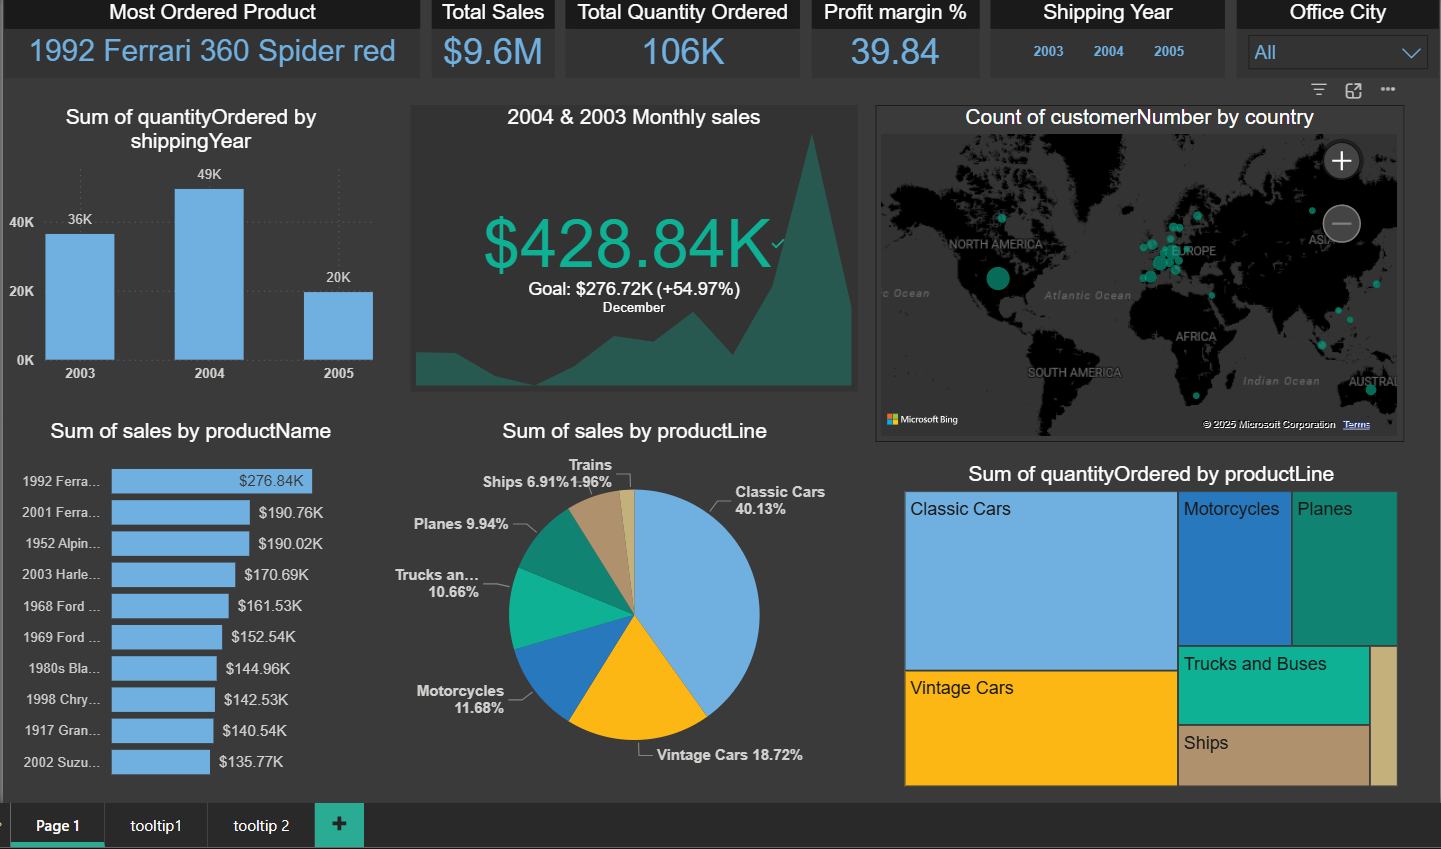 Most Ordered Product
1992 Ferrari 360 Spider red
Total Sales
$9.6M
Total Quantity Ordered
106K
Profit margin %
39.84
Shipping Year
2003 2004 2005
Office City
All
Sum of quantityOrdered by
shippingYear
49K
36K
20K
40K
20K
0K
2003 2004 2005
2004 & 2003 Monthly sales
$428.84K
Goal: $276.72K (+54.97%)
December
Count of customerNumber by country
NORTH AMERICA
EUROPE
ASIA
c Ocean
Atlantic Ocean
AFRICA
SOUTH AMERICA
Indian Ocean
AUSTRAL
Microsoft Bing
© 2025 Microsoft Corporation Terms
Sum of sales by productName
1992 Ferra... $276.84K
2001 Ferra... $190.76K
1952 Alpin... $190.02K
2003 Harle... $170.69K
1968 Ford ... $161.53K
1969 Ford ... $152.54K
1980s Bla... $144.96K
1998 Chry... $142.53K
1917 Gran... $140.54K
2002 Suzu... $135.77K
Sum of sales by productLine
Trains
1.96%
Ships 6.91%
Classic Cars
40.13%
Planes 9.94%
Trucks an...
10.66%
Motorcycles
11.68%
Vintage Cars 18.72%
Sum of quantityOrdered by productLine
Classic Cars
Motorcycles
Planes
Vintage Cars
Trucks and Buses
Ships
Page 1
tooltip1
tooltip 2
+